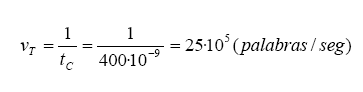 v_T = 1/t_C = 1/400·10^-9 = 25·10^5 (palabras / seg)